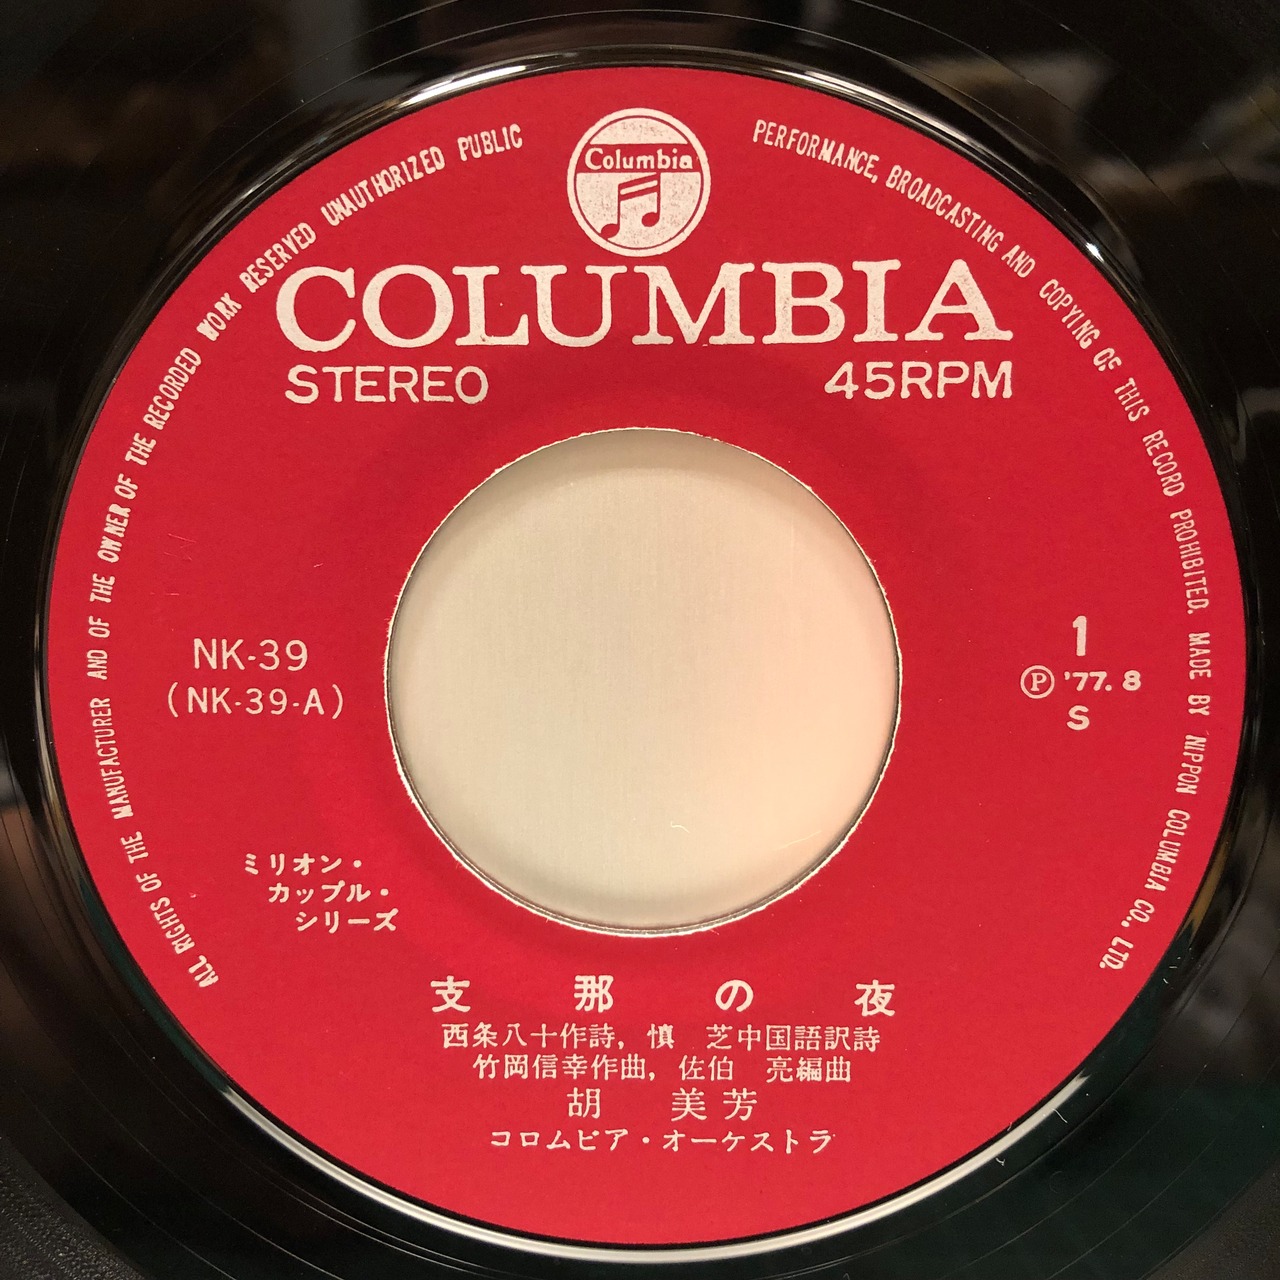 ALL RIGHTS OF THE MANUFACTURER AND OF THE OWNER OF THE RECORDED WORK RESERVED UNAUTHORIZED PUBLIC PERFORMANCE, BROADCASTING AND COPYING OF THIS RECORD PROHIBITED. MADE BY NIPPON COLUMBIA CO., LTD.
Columbia
COLUMBIA
STEREO 45RPM
NK-39
(NK-39-A)
1
Ⓟ '77. 8
S
ミリオン・
カップル・
シリーズ
支那の夜
西条八十作詩, 慎 芝中国語訳詩
竹岡信幸作曲, 佐伯 亮編曲
胡 美芳
コロムビア・オーケストラ